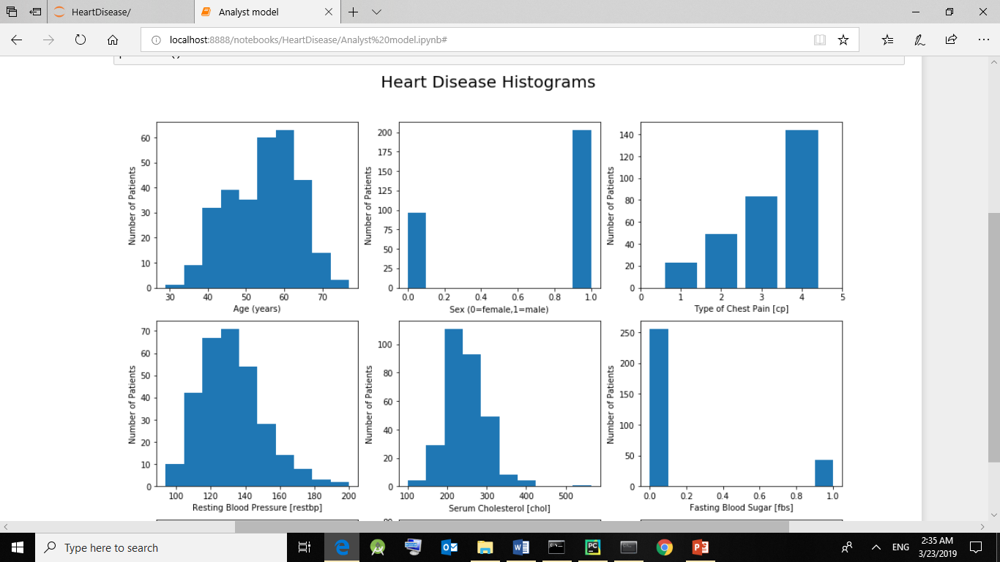 HeartDisease/
Analyst model
localhost:8888/notebooks/HeartDisease/Analyst%20model.ipynb#
Heart Disease Histograms
Number of Patients
60
50
40
30
20
10
0
30 40 50 60 70
Age (years)
Number of Patients
200
175
150
125
100
75
50
25
0
0.0 0.2 0.4 0.6 0.8 1.0
Sex (0=female,1=male)
Number of Patients
140
120
100
80
60
40
20
0
0 1 2 3 4 5
Type of Chest Pain [cp]
Number of Patients
70
60
50
40
30
20
10
0
100 120 140 160 180 200
Resting Blood Pressure [restbp]
Number of Patients
100
80
60
40
20
0
100 200 300 400 500
Serum Cholesterol [chol]
Number of Patients
250
200
150
100
50
0
0.0 0.2 0.4 0.6 0.8 1.0
Fasting Blood Sugar [fbs]
Type here to search
ENG
2:35 AM
3/23/2019